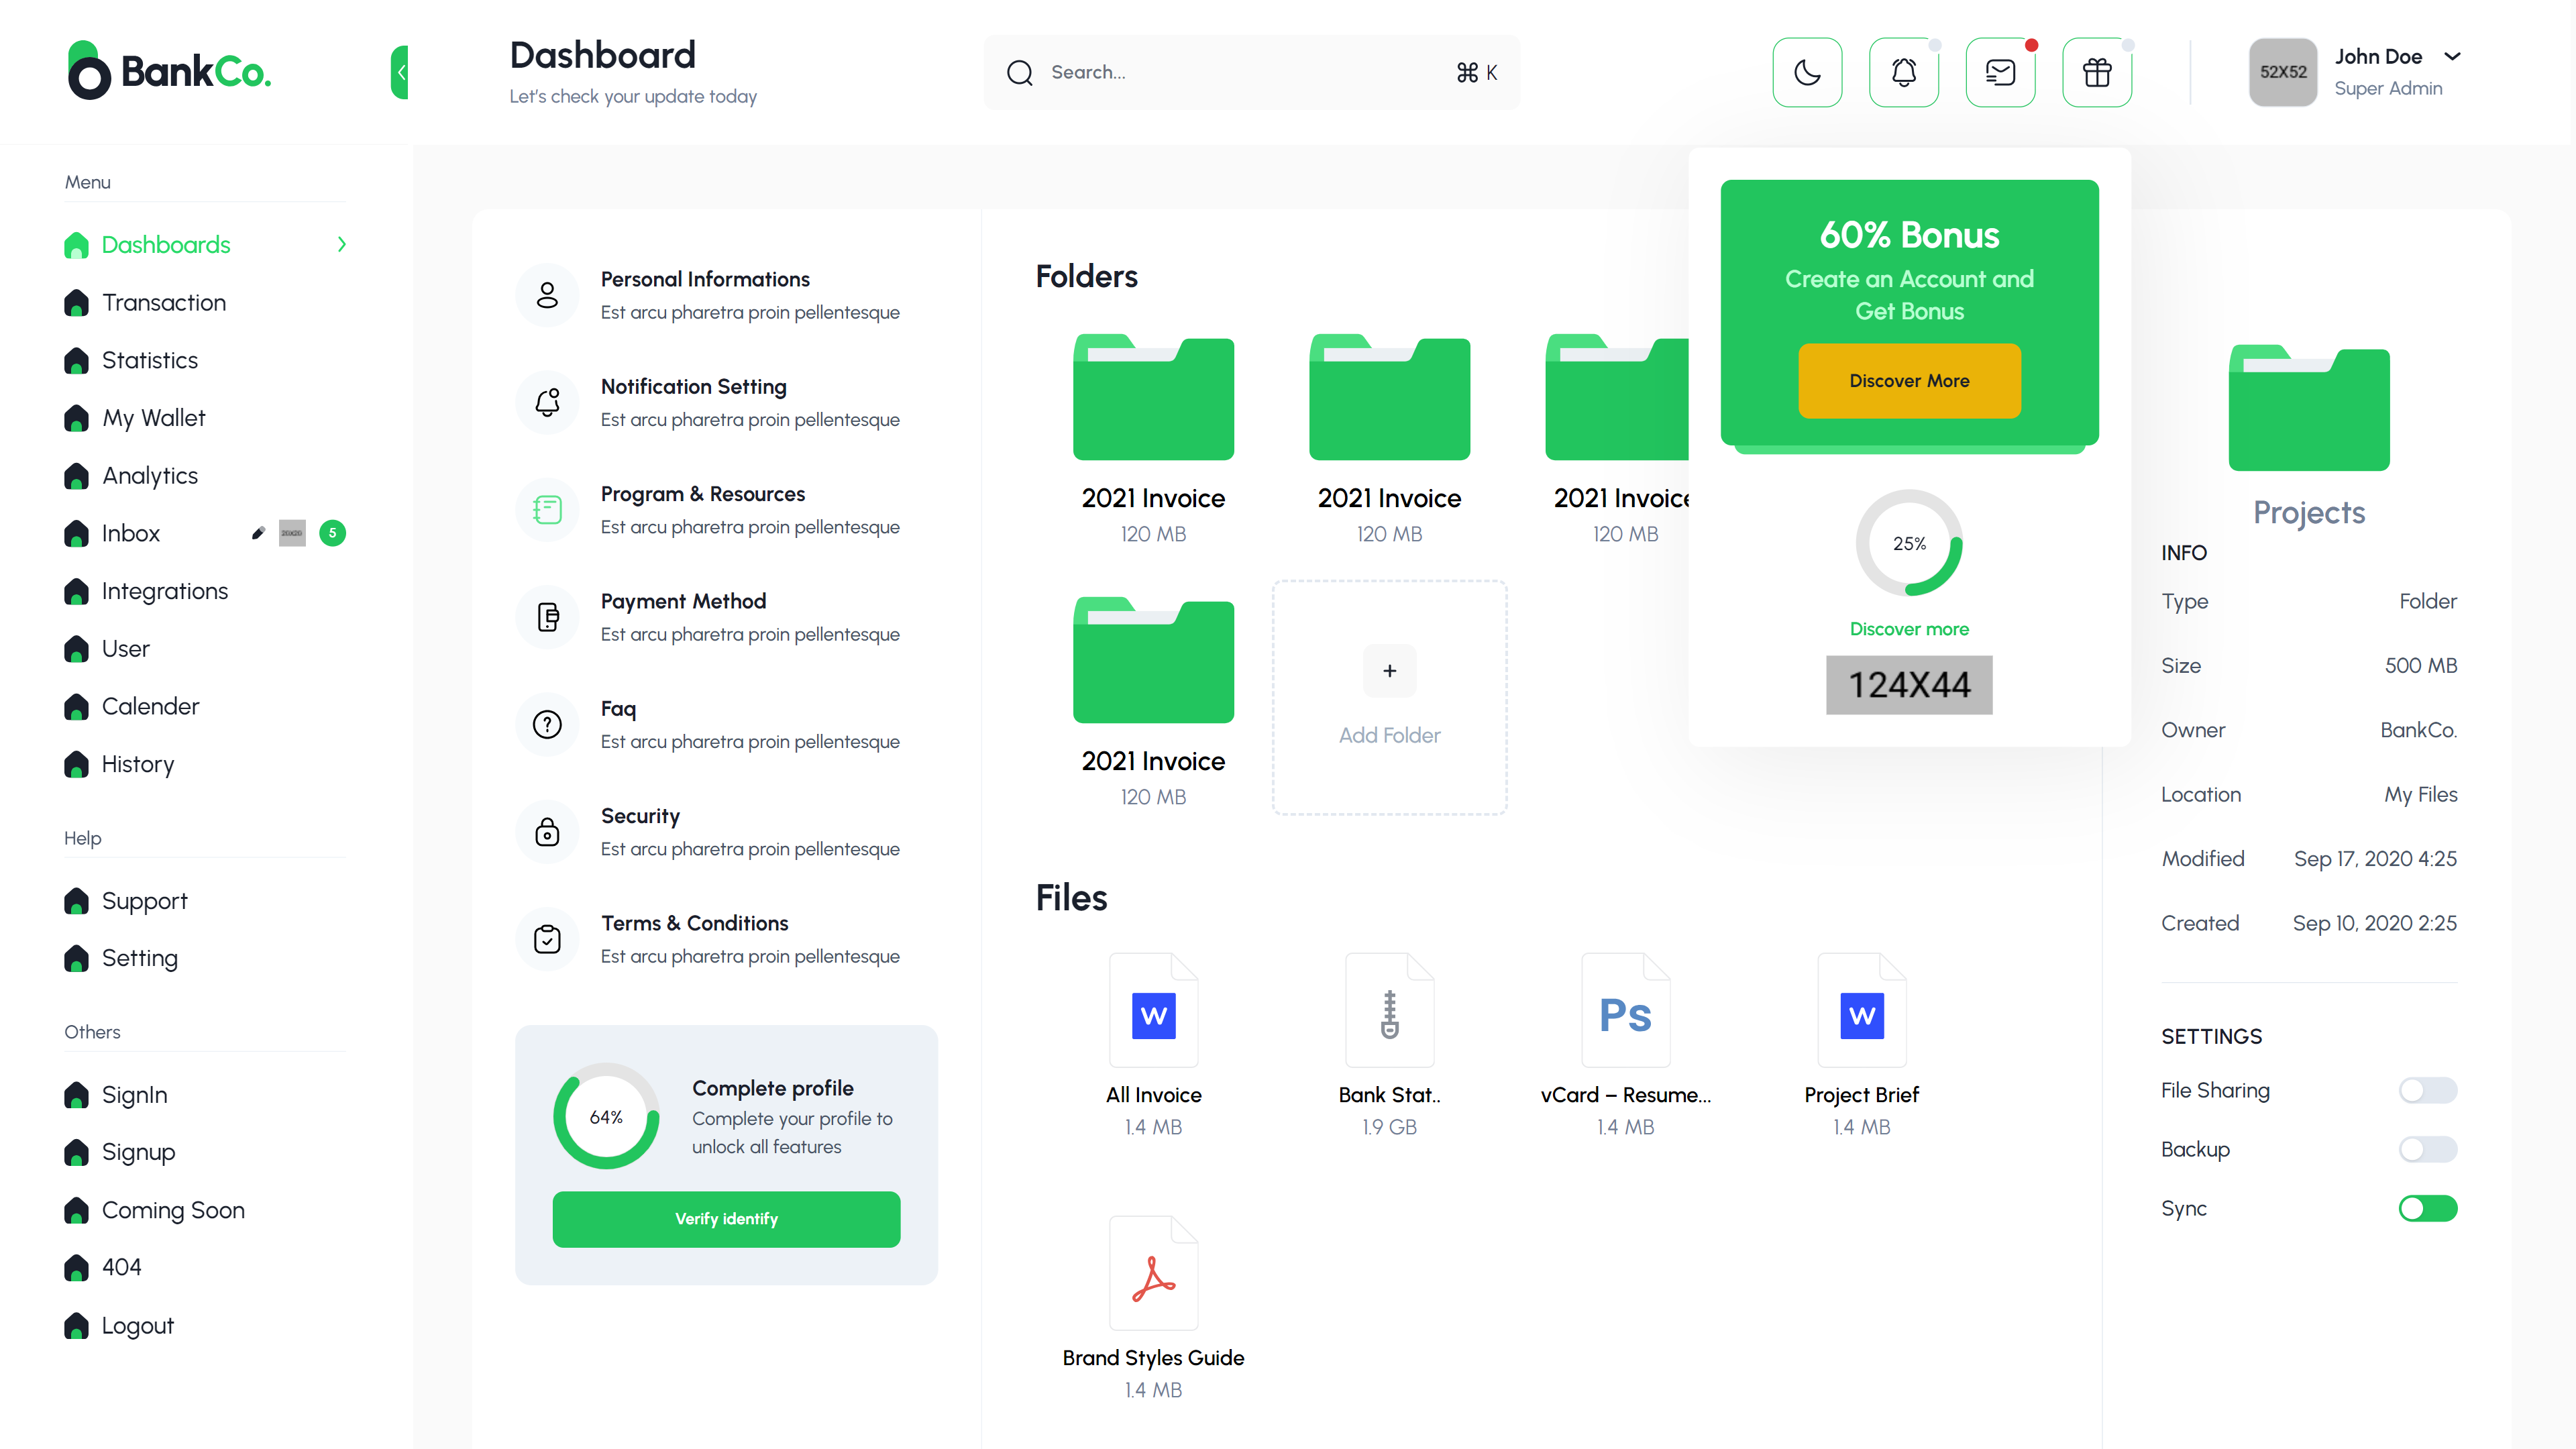 BankCo.
Dashboard
Let's check your update today
Search...
⌘ K
52X52
John Doe
Super Admin
Menu
Dashboards
Transaction
Statistics
My Wallet
Analytics
Inbox
5
Integrations
User
Calender
History
Help
Support
Setting
Others
SignIn
Signup
Coming Soon
404
Logout
Personal Informations
Est arcu pharetra proin pellentesque
Notification Setting
Est arcu pharetra proin pellentesque
Program & Resources
Est arcu pharetra proin pellentesque
Payment Method
Est arcu pharetra proin pellentesque
Faq
Est arcu pharetra proin pellentesque
Security
Est arcu pharetra proin pellentesque
Terms & Conditions
Est arcu pharetra proin pellentesque
64%
Complete profile
Complete your profile to
unlock all features
Verify identify
Folders
2021 Invoice
120 MB
2021 Invoice
120 MB
2021 Invoice
120 MB
2021 Invoice
120 MB
+
Add Folder
Files
W
All Invoice
1.4 MB
Bank Stat..
1.9 GB
Ps
vCard – Resume...
1.4 MB
W
Project Brief
1.4 MB
Brand Styles Guide
1.4 MB
60% Bonus
Create an Account and
Get Bonus
Discover More
25%
Discover more
124X44
Projects
INFO
Type Folder
Size 500 MB
Owner BankCo.
Location My Files
Modified Sep 17, 2020 4:25
Created Sep 10, 2020 2:25
SETTINGS
File Sharing
Backup
Sync